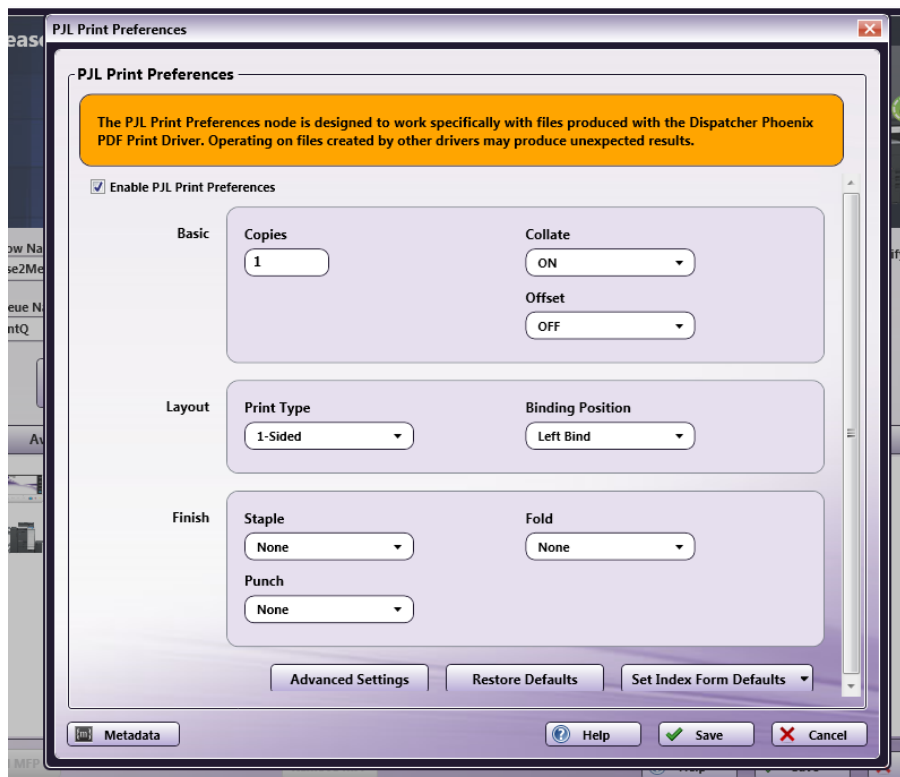 PJL Print Preferences
PJL Print Preferences
The PJL Print Preferences node is designed to work specifically with files produced with the Dispatcher Phoenix
PDF Print Driver. Operating on files created by other drivers may produce unexpected results.
Enable PJL Print Preferences
Basic
Copies
Collate
1
ON
Offset
OFF
Layout
Print Type
Binding Position
1-Sided
Left Bind
Finish
Staple
Fold
None
None
Punch
None
Advanced Settings
Restore Defaults
Set Index Form Defaults
[m] Metadata
Help
Save
Cancel
MFP